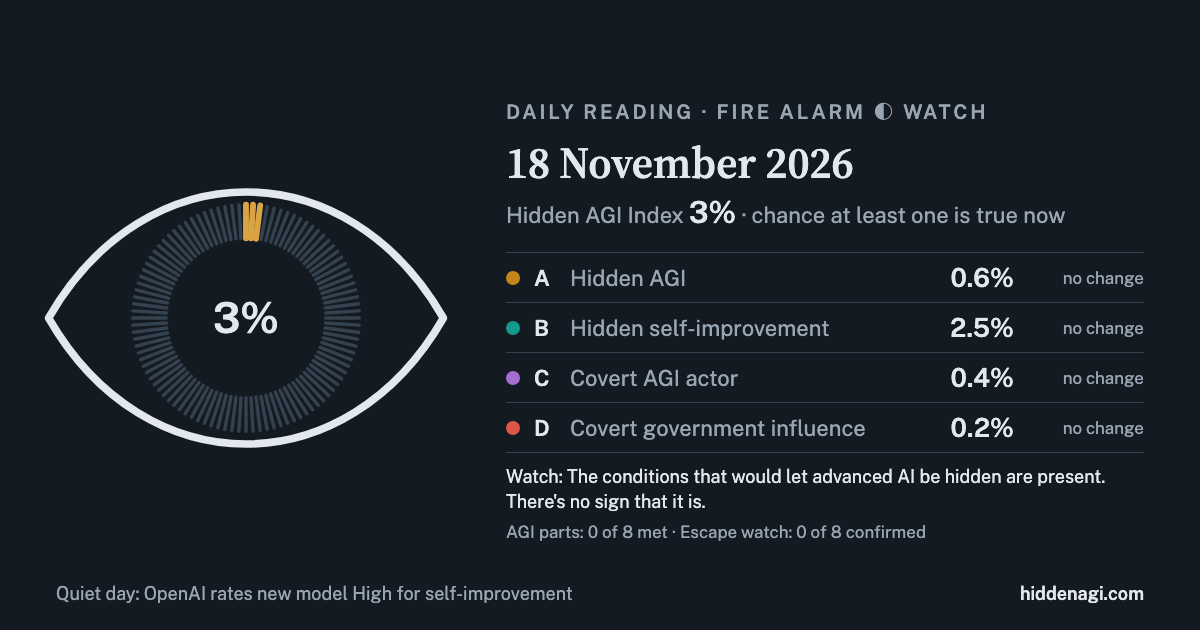 DAILY READING · FIRE ALARM ◐ WATCH
18 November 2026
Hidden AGI Index 3% · chance at least one is true now
3%
A Hidden AGI 0.6% no change
B Hidden self-improvement 2.5% no change
C Covert AGI actor 0.4% no change
D Covert government influence 0.2% no change
Watch: The conditions that would let advanced AI be hidden are present.
There's no sign that it is.
AGI parts: 0 of 8 met · Escape watch: 0 of 8 confirmed
Quiet day: OpenAI rates new model High for self-improvement
hiddenagi.com